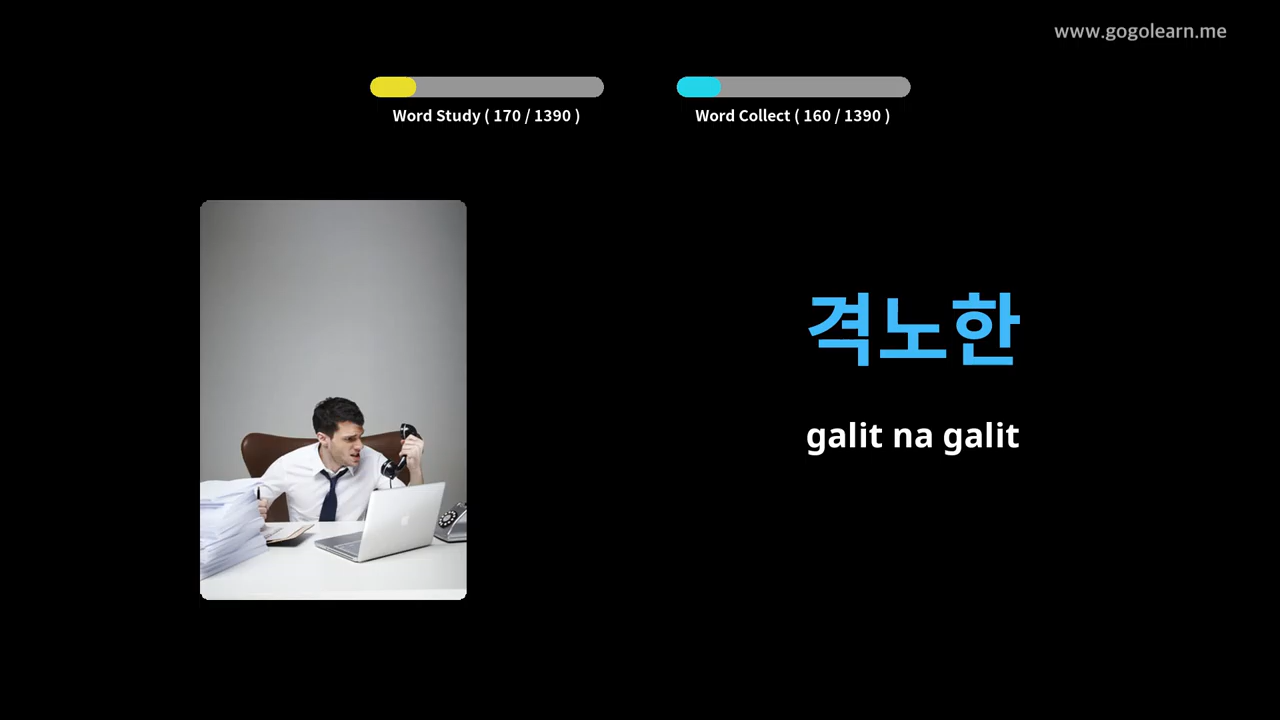 www.gogolearn.me
Word Study ( 170 / 1390 )
Word Collect ( 160 / 1390 )
격노한
galit na galit